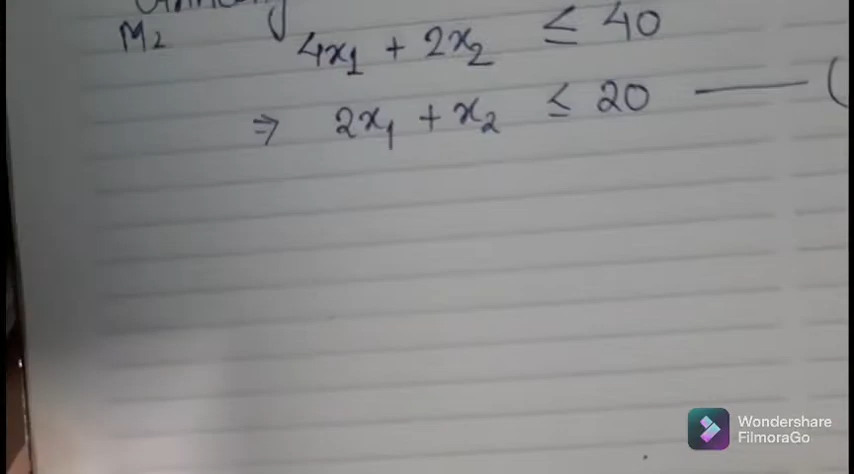 M2 4x₁ + 2x₂ ≤ 40
⇒ 2x₁ + x₂ ≤ 20 —— (
Wondershare
FilmoraGo